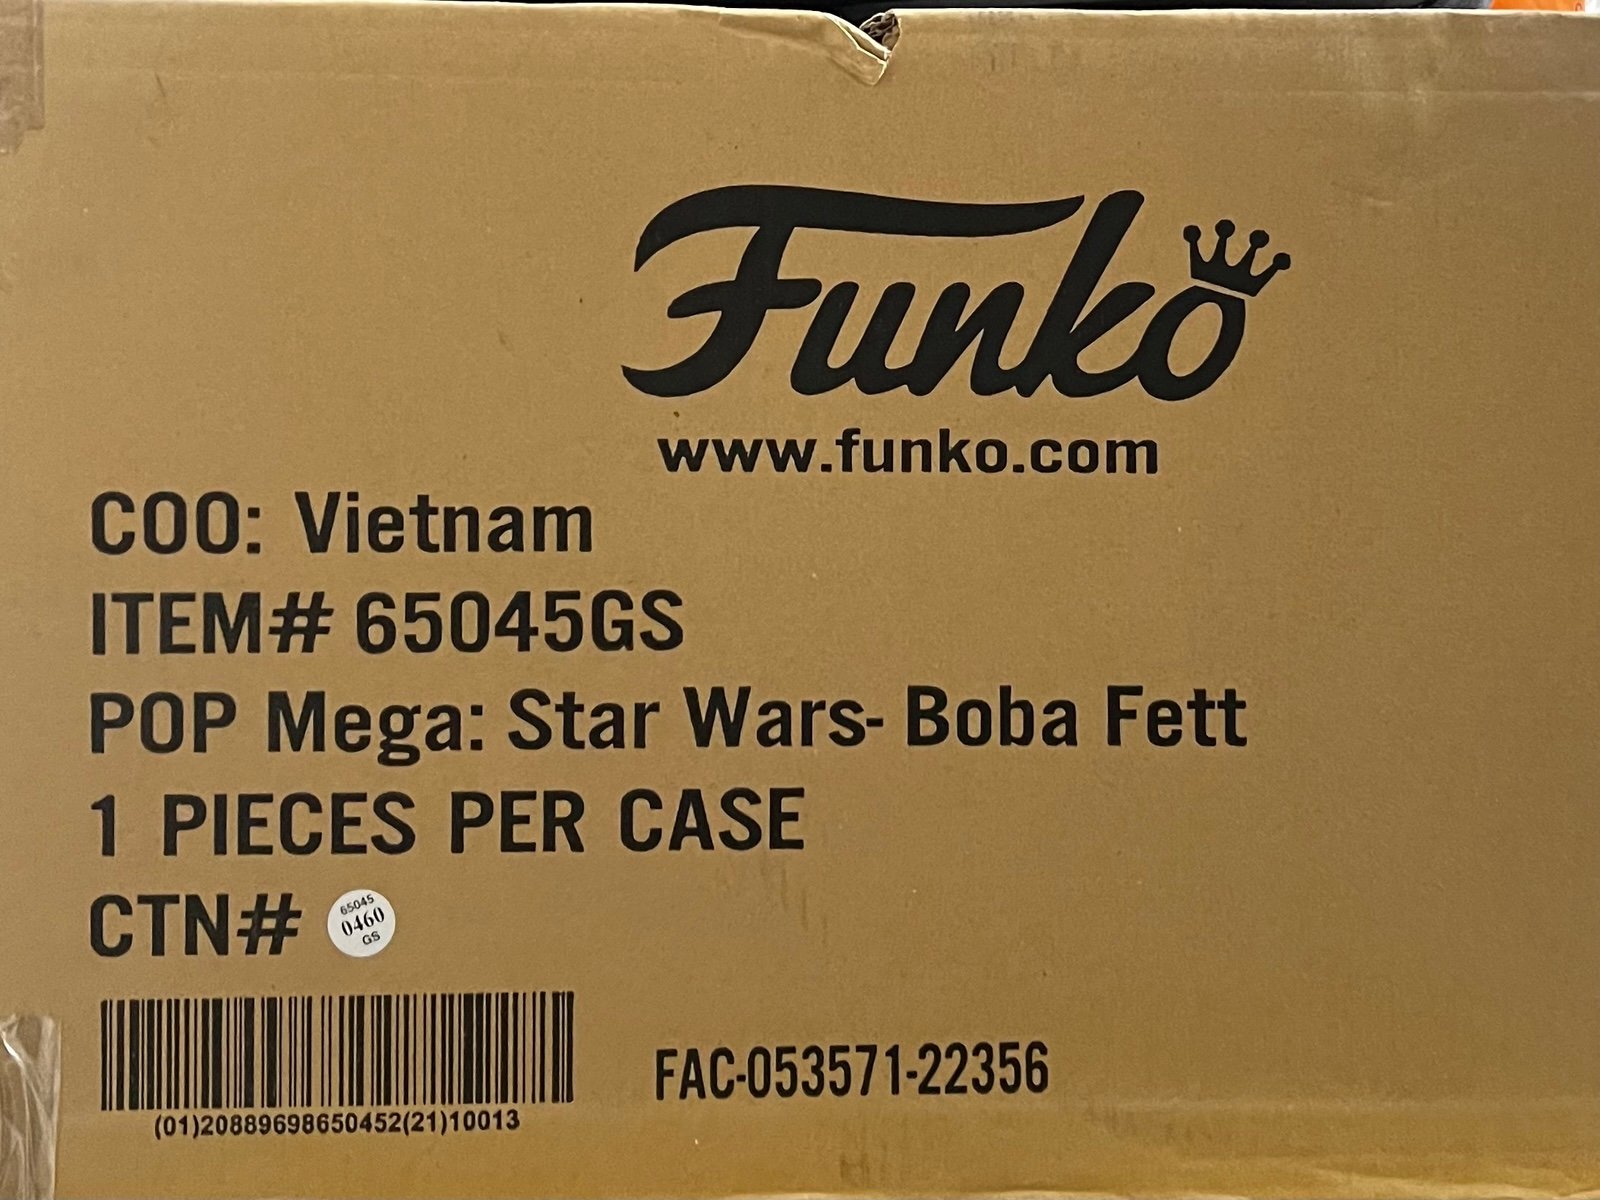 Funko
www.funko.com
COO: Vietnam
ITEM# 65045GS
POP Mega: Star Wars- Boba Fett
1 PIECES PER CASE
CTN#
65045
0460
GS
(01)20889698650452(21)10013
FAC-053571-22356